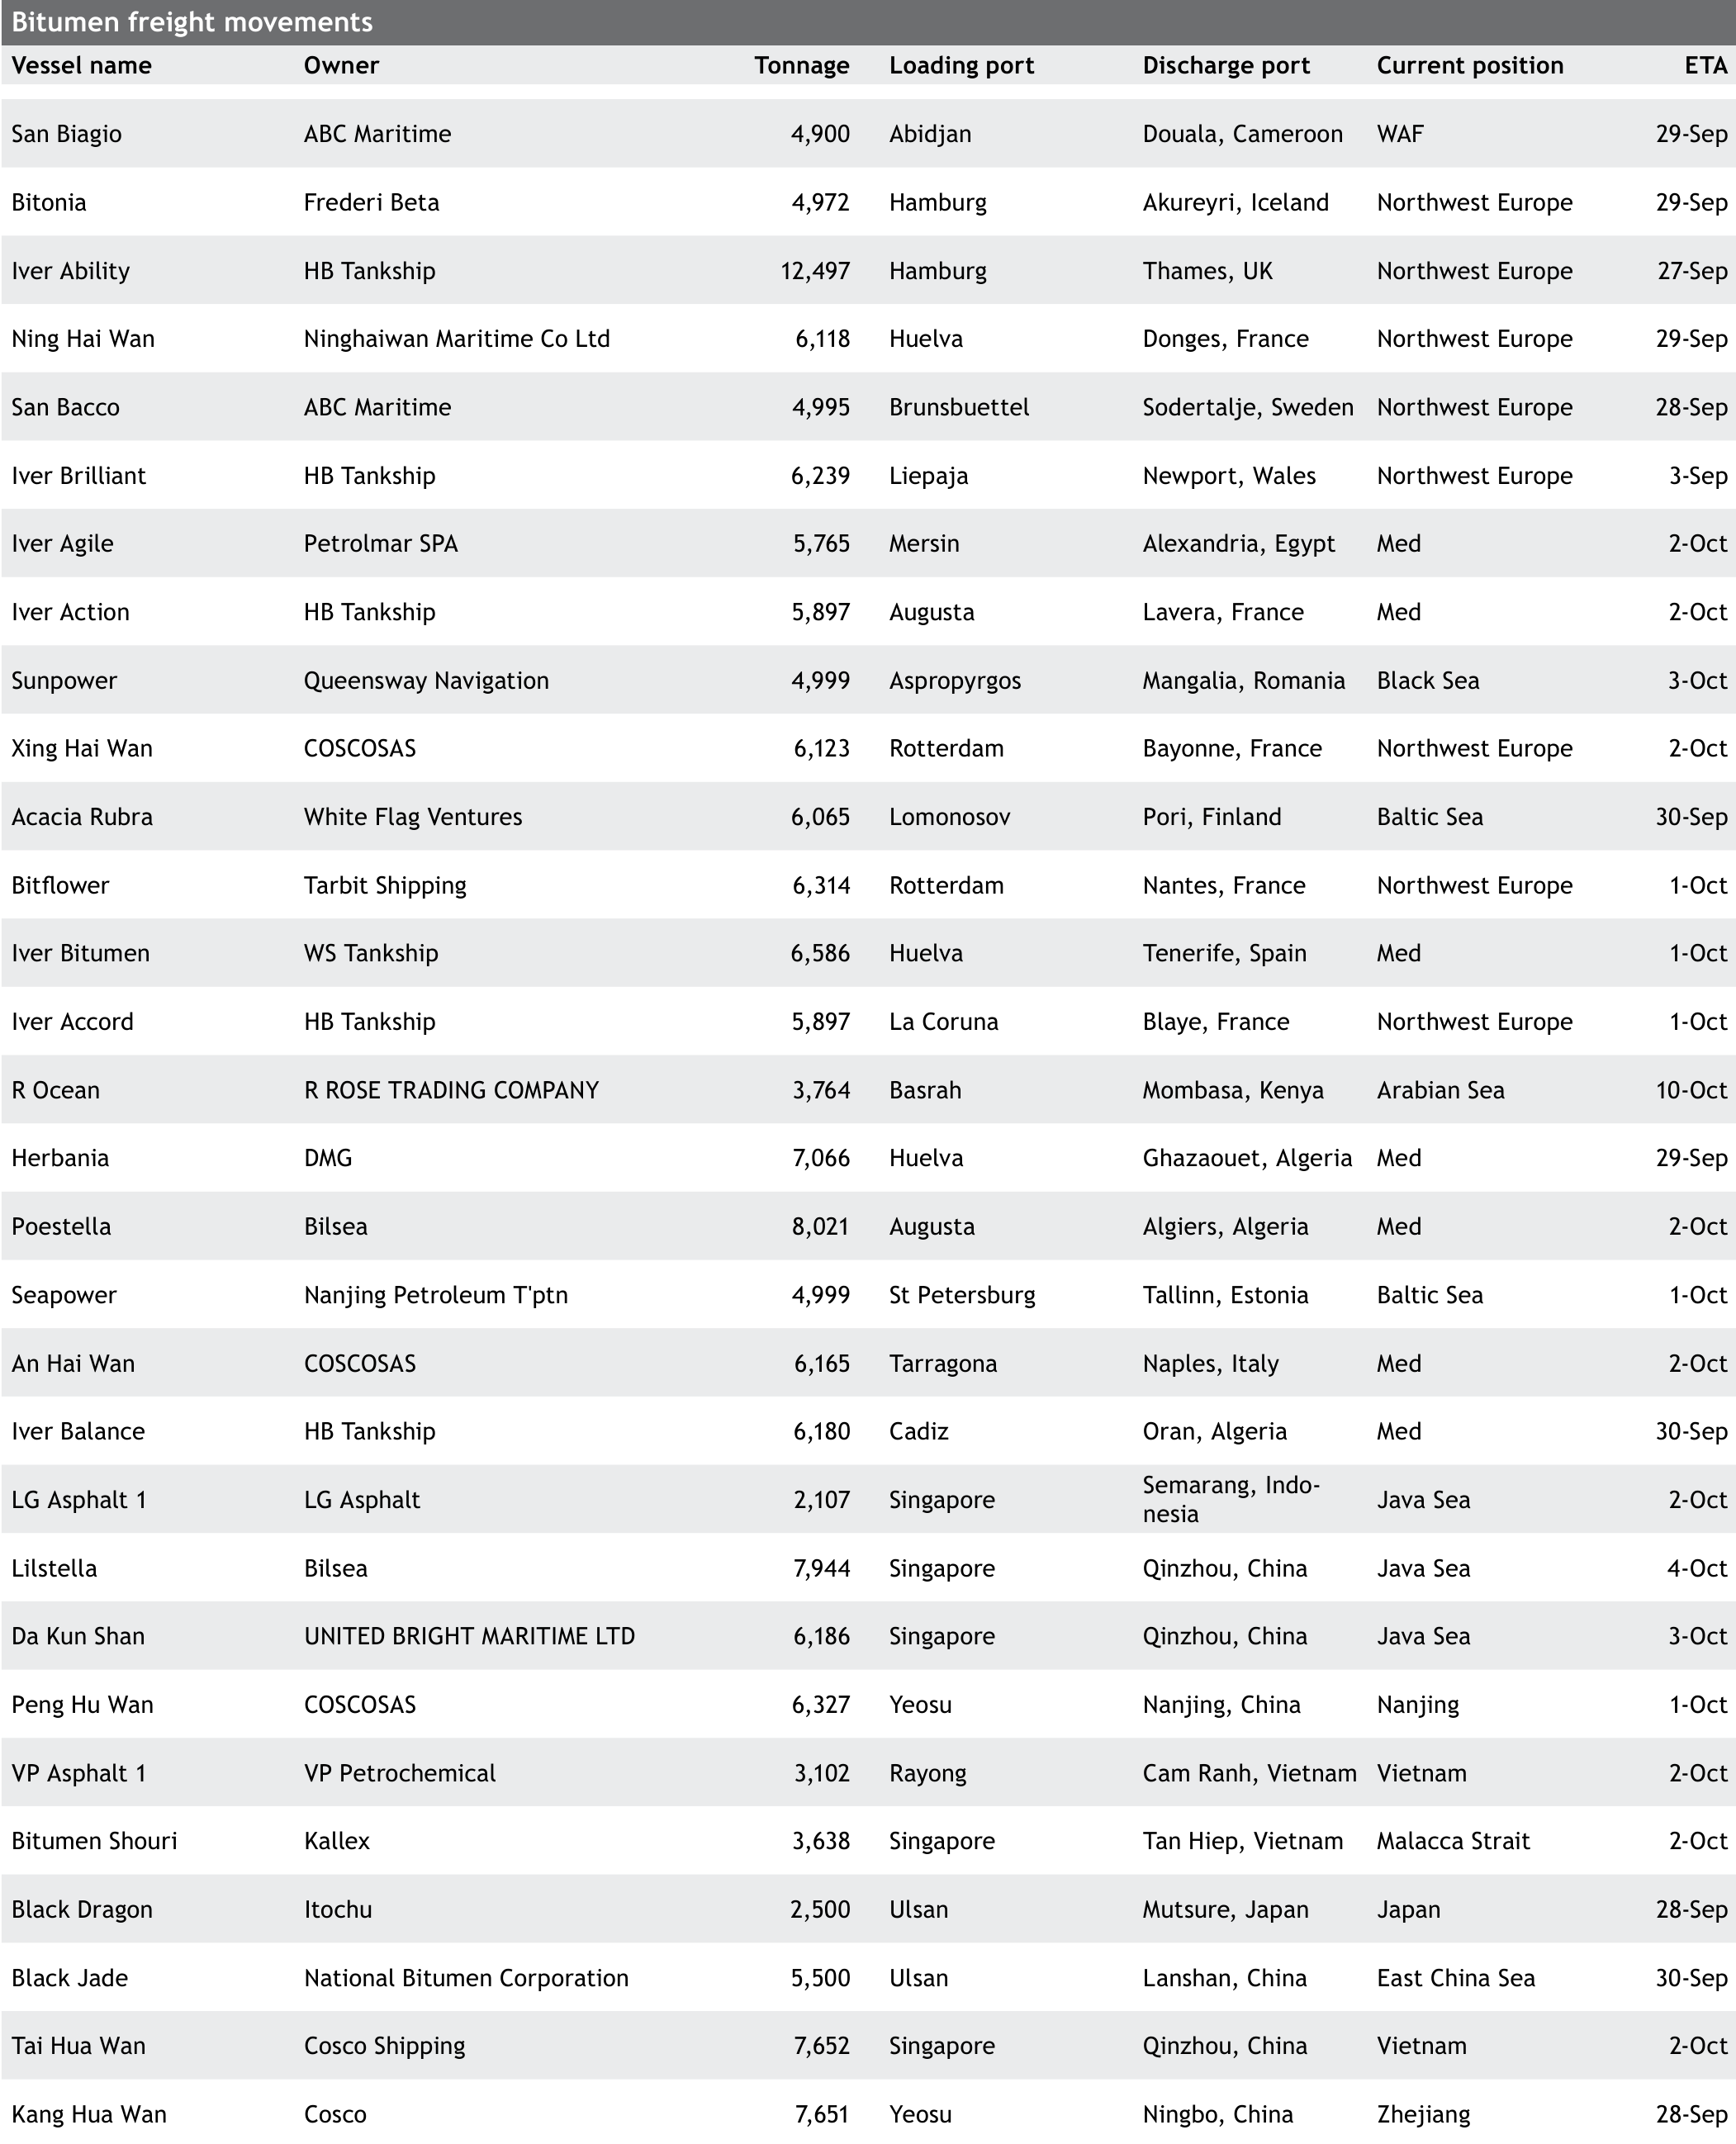 Bitumen freight movements
Vessel name Owner Tonnage Loading port Discharge port Current position ETA
San Biagio ABC Maritime 4,900 Abidjan Douala, Cameroon WAF 29-Sep
Bitonia Frederi Beta 4,972 Hamburg Akureyri, Iceland Northwest Europe 29-Sep
Iver Ability HB Tankship 12,497 Hamburg Thames, UK Northwest Europe 27-Sep
Ning Hai Wan Ninghaiwan Maritime Co Ltd 6,118 Huelva Donges, France Northwest Europe 29-Sep
San Bacco ABC Maritime 4,995 Brunsbuettel Sodertalje, Sweden Northwest Europe 28-Sep
Iver Brilliant HB Tankship 6,239 Liepaja Newport, Wales Northwest Europe 3-Sep
Iver Agile Petrolmar SPA 5,765 Mersin Alexandria, Egypt Med 2-Oct
Iver Action HB Tankship 5,897 Augusta Lavera, France Med 2-Oct
Sunpower Queensway Navigation 4,999 Aspropyrgos Mangalia, Romania Black Sea 3-Oct
Xing Hai Wan COSCOSAS 6,123 Rotterdam Bayonne, France Northwest Europe 2-Oct
Acacia Rubra White Flag Ventures 6,065 Lomonosov Pori, Finland Baltic Sea 30-Sep
Bitflower Tarbit Shipping 6,314 Rotterdam Nantes, France Northwest Europe 1-Oct
Iver Bitumen WS Tankship 6,586 Huelva Tenerife, Spain Med 1-Oct
Iver Accord HB Tankship 5,897 La Coruna Blaye, France Northwest Europe 1-Oct
R Ocean R ROSE TRADING COMPANY 3,764 Basrah Mombasa, Kenya Arabian Sea 10-Oct
Herbania DMG 7,066 Huelva Ghazaouet, Algeria Med 29-Sep
Poestella Bilsea 8,021 Augusta Algiers, Algeria Med 2-Oct
Seapower Nanjing Petroleum T'ptn 4,999 St Petersburg Tallinn, Estonia Baltic Sea 1-Oct
An Hai Wan COSCOSAS 6,165 Tarragona Naples, Italy Med 2-Oct
Iver Balance HB Tankship 6,180 Cadiz Oran, Algeria Med 30-Sep
LG Asphalt 1 LG Asphalt 2,107 Singapore Semarang, Indo-
nesia Java Sea 2-Oct
Lilstella Bilsea 7,944 Singapore Qinzhou, China Java Sea 4-Oct
Da Kun Shan UNITED BRIGHT MARITIME LTD 6,186 Singapore Qinzhou, China Java Sea 3-Oct
Peng Hu Wan COSCOSAS 6,327 Yeosu Nanjing, China Nanjing 1-Oct
VP Asphalt 1 VP Petrochemical 3,102 Rayong Cam Ranh, Vietnam Vietnam 2-Oct
Bitumen Shouri Kallex 3,638 Singapore Tan Hiep, Vietnam Malacca Strait 2-Oct
Black Dragon Itochu 2,500 Ulsan Mutsure, Japan Japan 28-Sep
Black Jade National Bitumen Corporation 5,500 Ulsan Lanshan, China East China Sea 30-Sep
Tai Hua Wan Cosco Shipping 7,652 Singapore Qinzhou, China Vietnam 2-Oct
Kang Hua Wan Cosco 7,651 Yeosu Ningbo, China Zhejiang 28-Sep